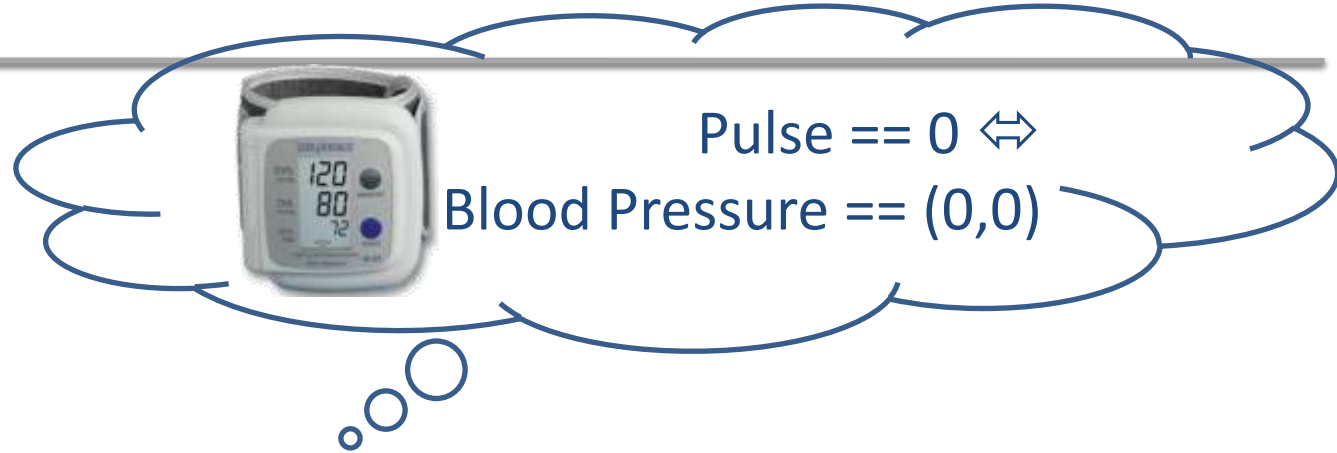 Pulse == 0 ⇔
Blood Pressure == (0,0)
120
80
72